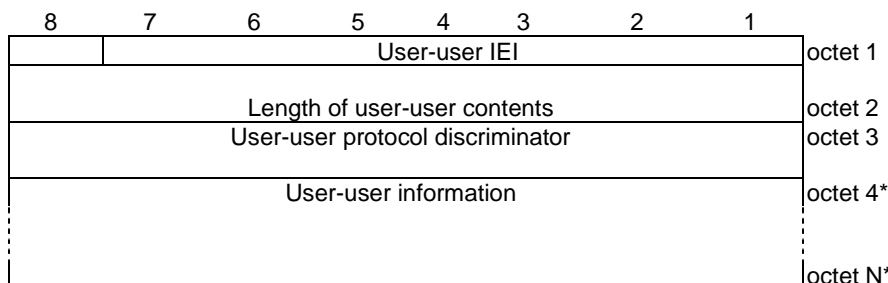 8 7 6 5 4 3 2 1
User-user IEI octet 1
Length of user-user contents octet 2
User-user protocol discriminator octet 3
User-user information octet 4*
octet N*